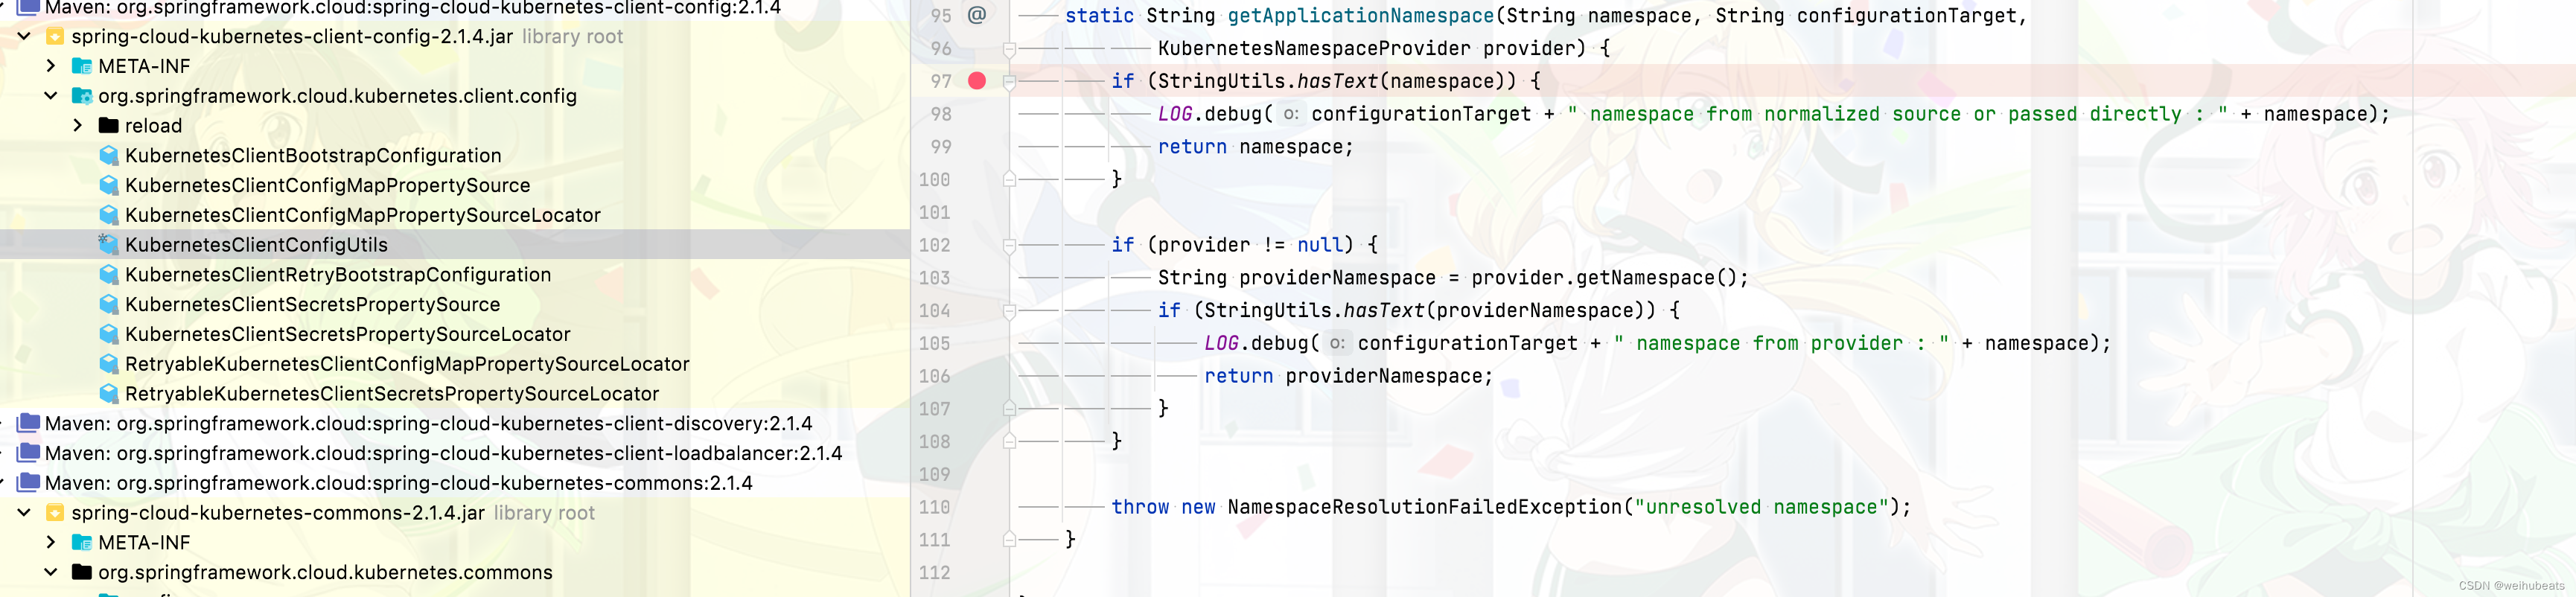 Maven: org.springframework.cloud:spring-cloud-kubernetes-client-config:2.1.4
spring-cloud-kubernetes-client-config-2.1.4.jar library root
META-INF
org.springframework.cloud.kubernetes.client.config
reload
KubernetesClientBootstrapConfiguration
KubernetesClientConfigMapPropertySource
KubernetesClientConfigMapPropertySourceLocator
KubernetesClientConfigUtils
KubernetesClientRetryBootstrapConfiguration
KubernetesClientSecretsPropertySource
KubernetesClientSecretsPropertySourceLocator
RetryableKubernetesClientConfigMapPropertySourceLocator
RetryableKubernetesClientSecretsPropertySourceLocator
Maven: org.springframework.cloud:spring-cloud-kubernetes-client-discovery:2.1.4
Maven: org.springframework.cloud:spring-cloud-kubernetes-client-loadbalancer:2.1.4
Maven: org.springframework.cloud:spring-cloud-kubernetes-commons:2.1.4
spring-cloud-kubernetes-commons-2.1.4.jar library root
META-INF
org.springframework.cloud.kubernetes.commons
95 @ static String getApplicationNamespace(String namespace, String configurationTarget,
96 KubernetesNamespaceProvider provider) {
97 if (StringUtils.hasText(namespace)) {
98 LOG.debug( o: configurationTarget + " namespace from normalized source or passed directly : " + namespace);
99 return namespace;
100 }
101
102 if (provider != null) {
103 String providerNamespace = provider.getNamespace();
104 if (StringUtils.hasText(providerNamespace)) {
105 LOG.debug( o: configurationTarget + " namespace from provider : " + namespace);
106 return providerNamespace;
107 }
108 }
109
110 throw new NamespaceResolutionFailedException("unresolved namespace");
111 }
112
CSDN @weihubeats